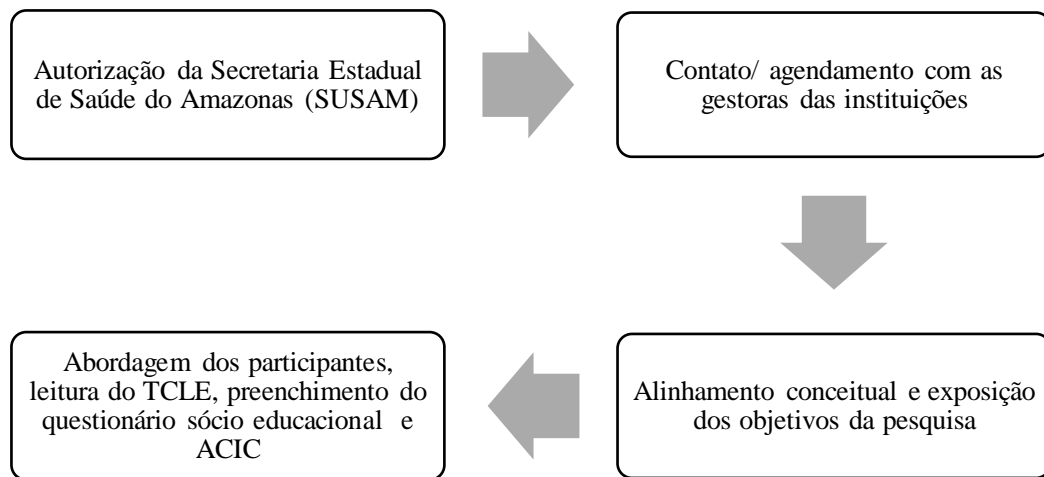 Autorização da Secretaria Estadual
de Saúde do Amazonas (SUSAM)
Contato/ agendamento com as
gestoras das instituições
Alinhamento conceitual e exposição
dos objetivos da pesquisa
Abordagem dos participantes,
leitura do TCLE, preenchimento do
questionário sócio educacional e
ACIC